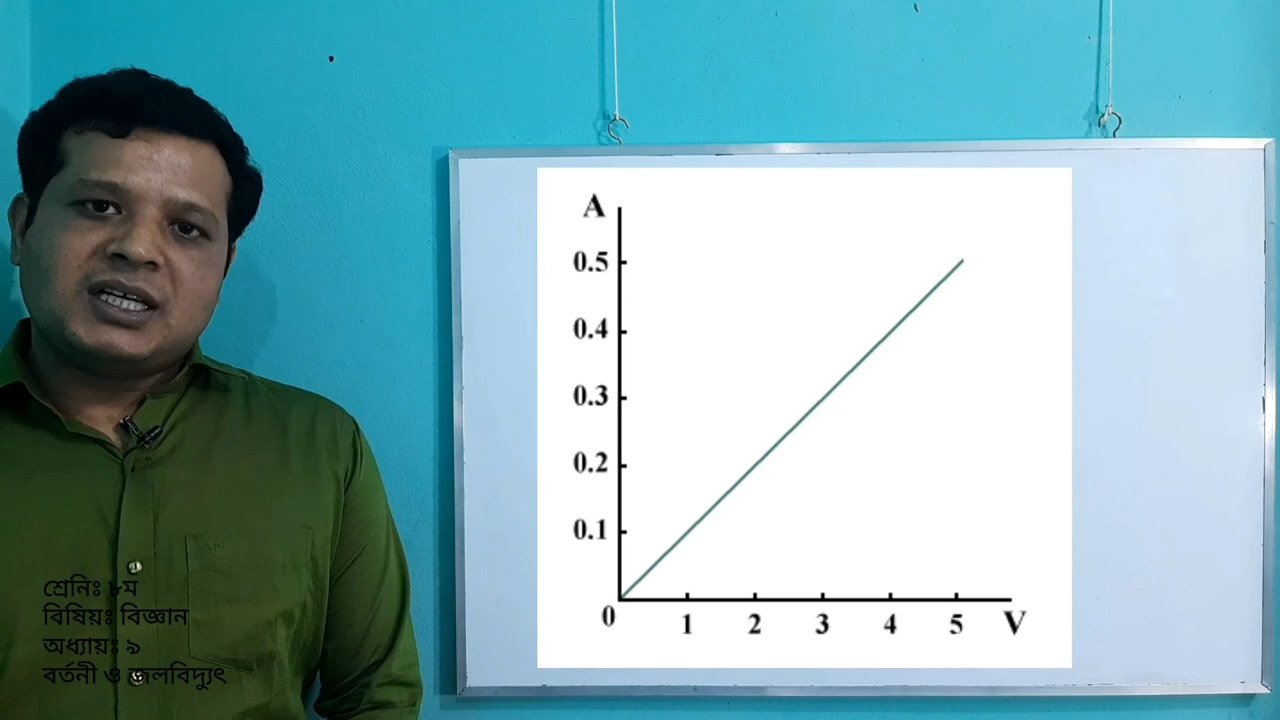 A
0.5
0.4
0.3
0.2
0.1
0 1 2 3 4 5 V
শ্রেনিঃ ৮ম
বিষিয়ঃ বিজ্ঞান
অধ্যায়ঃ ৯
বর্তনী ও জলবিদ্যুৎ